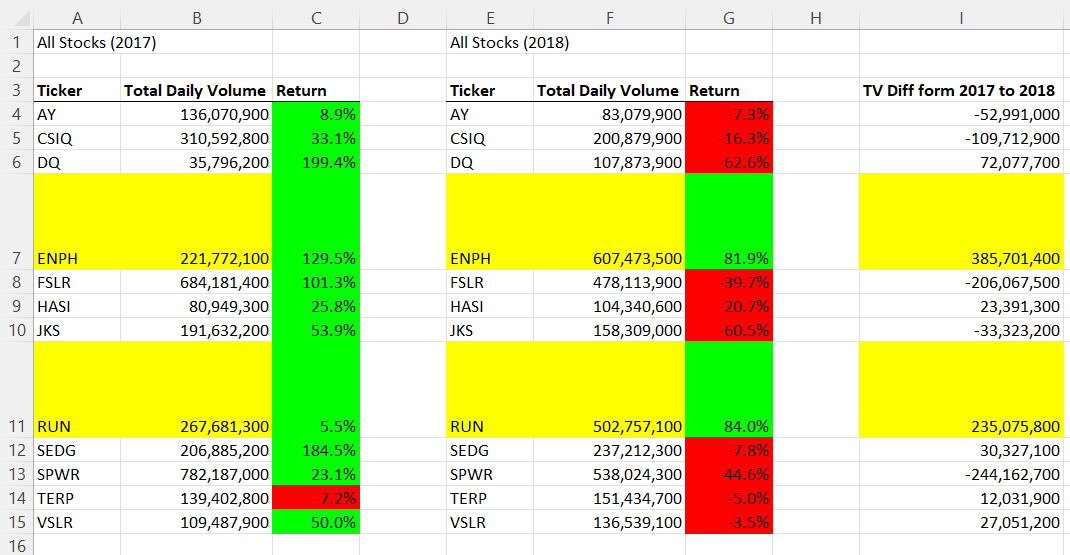 A B C D E F G H I
1 All Stocks (2017) All Stocks (2018)
2
3 Ticker Total Daily Volume Return Ticker Total Daily Volume Return TV Diff form 2017 to 2018
4 AY 136,070,900 8.9% AY 83,079,900 -7.3% -52,991,000
5 CSIQ 310,592,800 33.1% CSIQ 200,879,900 -16.3% -109,712,900
6 DQ 35,796,200 199.4% DQ 107,873,900 -62.6% 72,077,700
7 ENPH 221,772,100 129.5% ENPH 607,473,500 81.9% 385,701,400
8 FSLR 684,181,400 101.3% FSLR 478,113,900 -39.7% -206,067,500
9 HASI 80,949,300 25.8% HASI 104,340,600 -20.7% 23,391,300
10 JKS 191,632,200 53.9% JKS 158,309,000 -60.5% -33,323,200
11 RUN 267,681,300 5.5% RUN 502,757,100 84.0% 235,075,800
12 SEDG 206,885,200 184.5% SEDG 237,212,300 -7.8% 30,327,100
13 SPWR 782,187,000 23.1% SPWR 538,024,300 -44.6% -244,162,700
14 TERP 139,402,800 -7.2% TERP 151,434,700 -5.0% 12,031,900
15 VSLR 109,487,900 50.0% VSLR 136,539,100 -3.5% 27,051,200
16